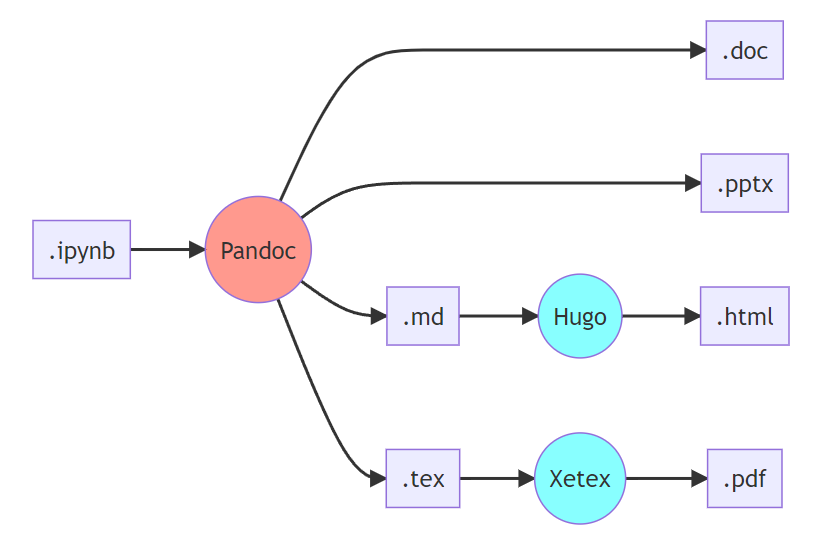 .doc
.pptx
.ipynb
Pandoc
.md
Hugo
.html
.tex
Xetex
.pdf